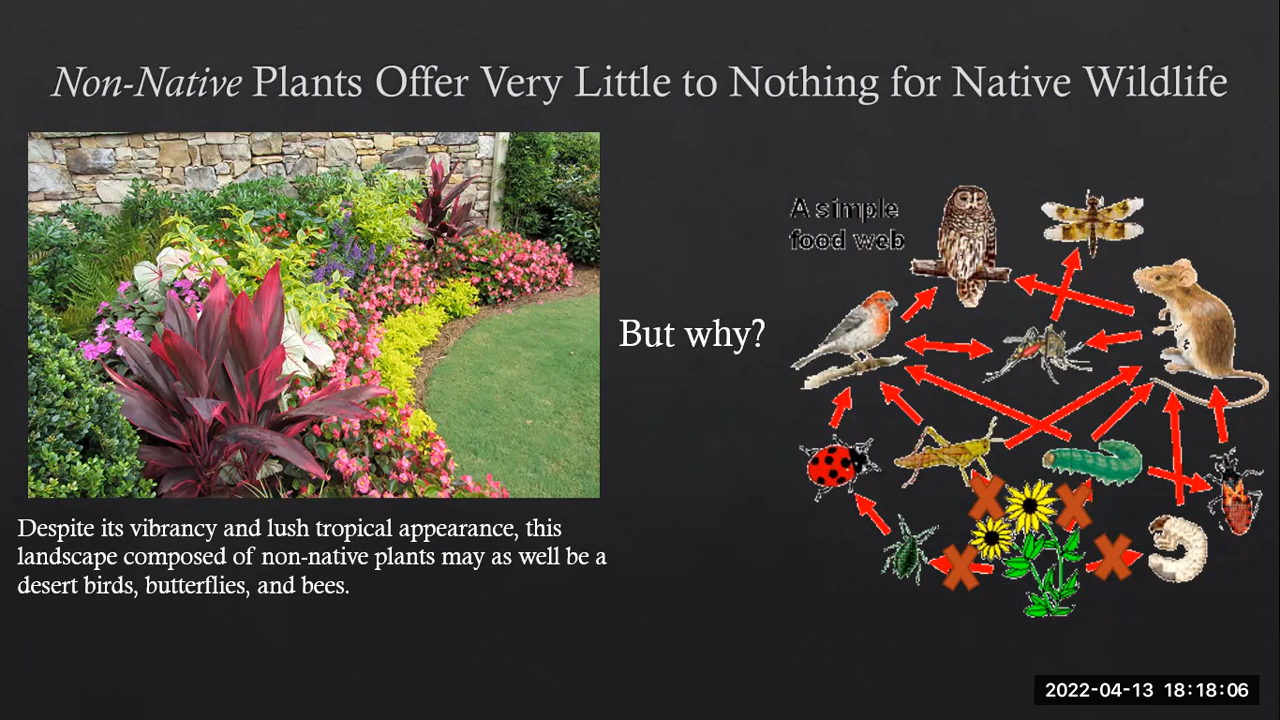 Non-Native Plants Offer Very Little to Nothing for Native Wildlife
A simple
food web
But why?
Despite its vibrancy and lush tropical appearance, this
landscape composed of non-native plants may as well be a
desert birds, butterflies, and bees.
2022-04-13 18:18:06